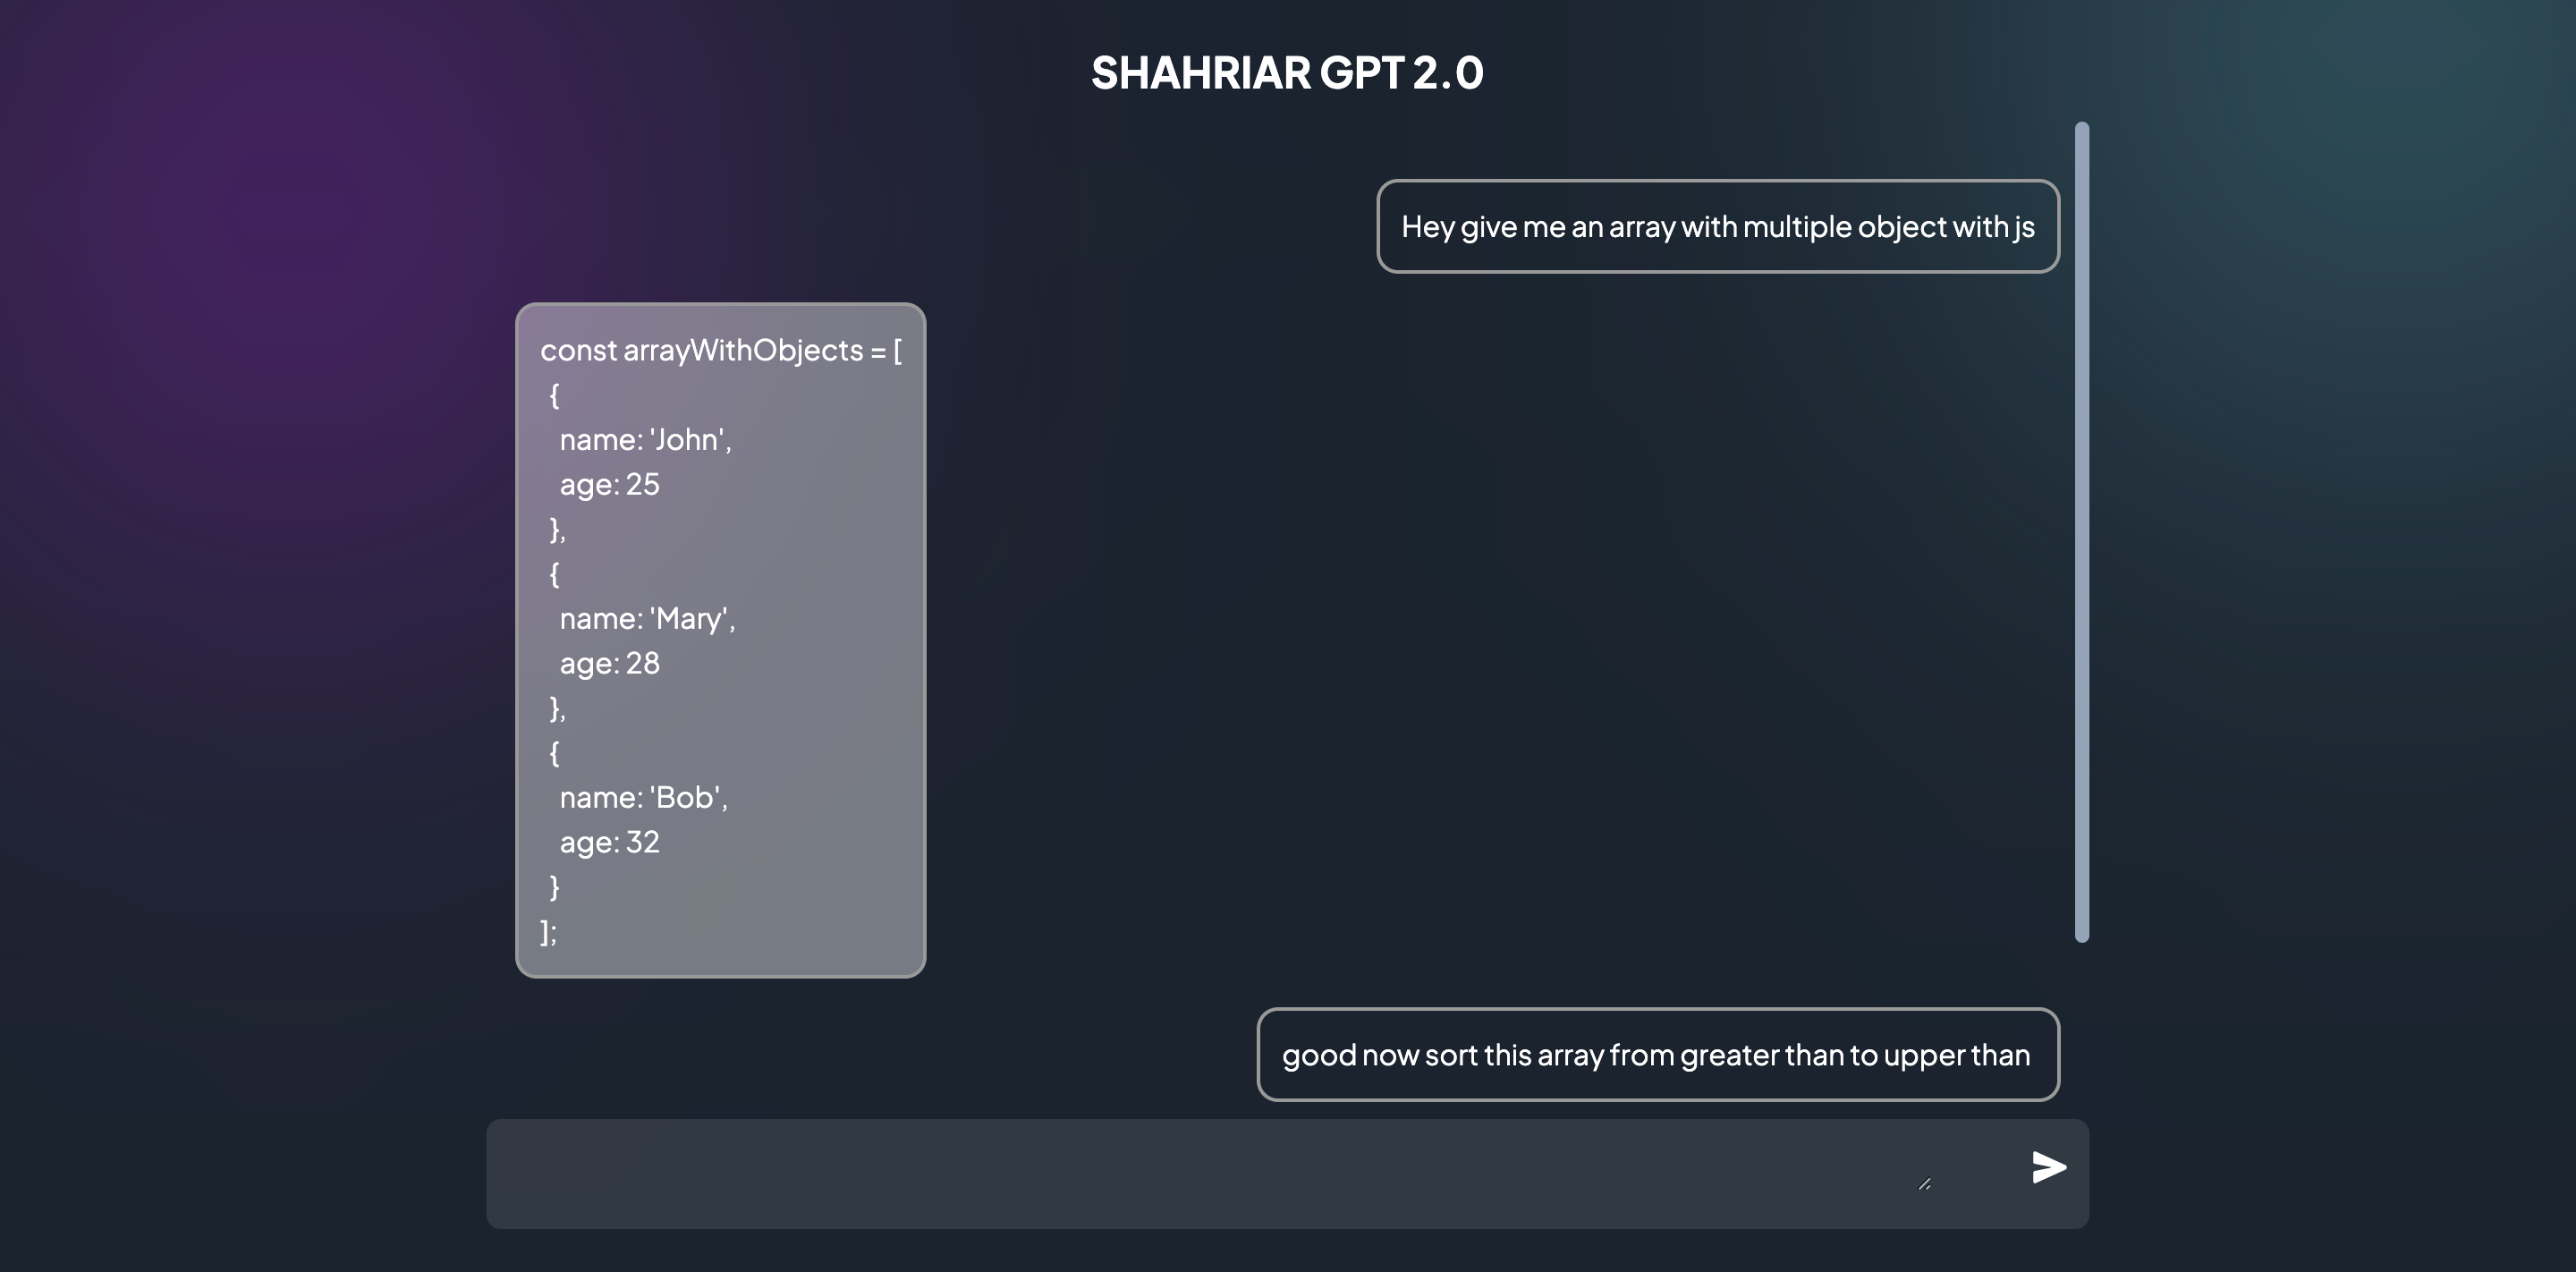 SHAHRIAR GPT 2.0
Hey give me an array with multiple object with js
const arrayWithObjects = [
  {
    name: 'John',
    age: 25
  },
  {
    name: 'Mary',
    age: 28
  },
  {
    name: 'Bob',
    age: 32
  }
];
good now sort this array from greater than to upper than